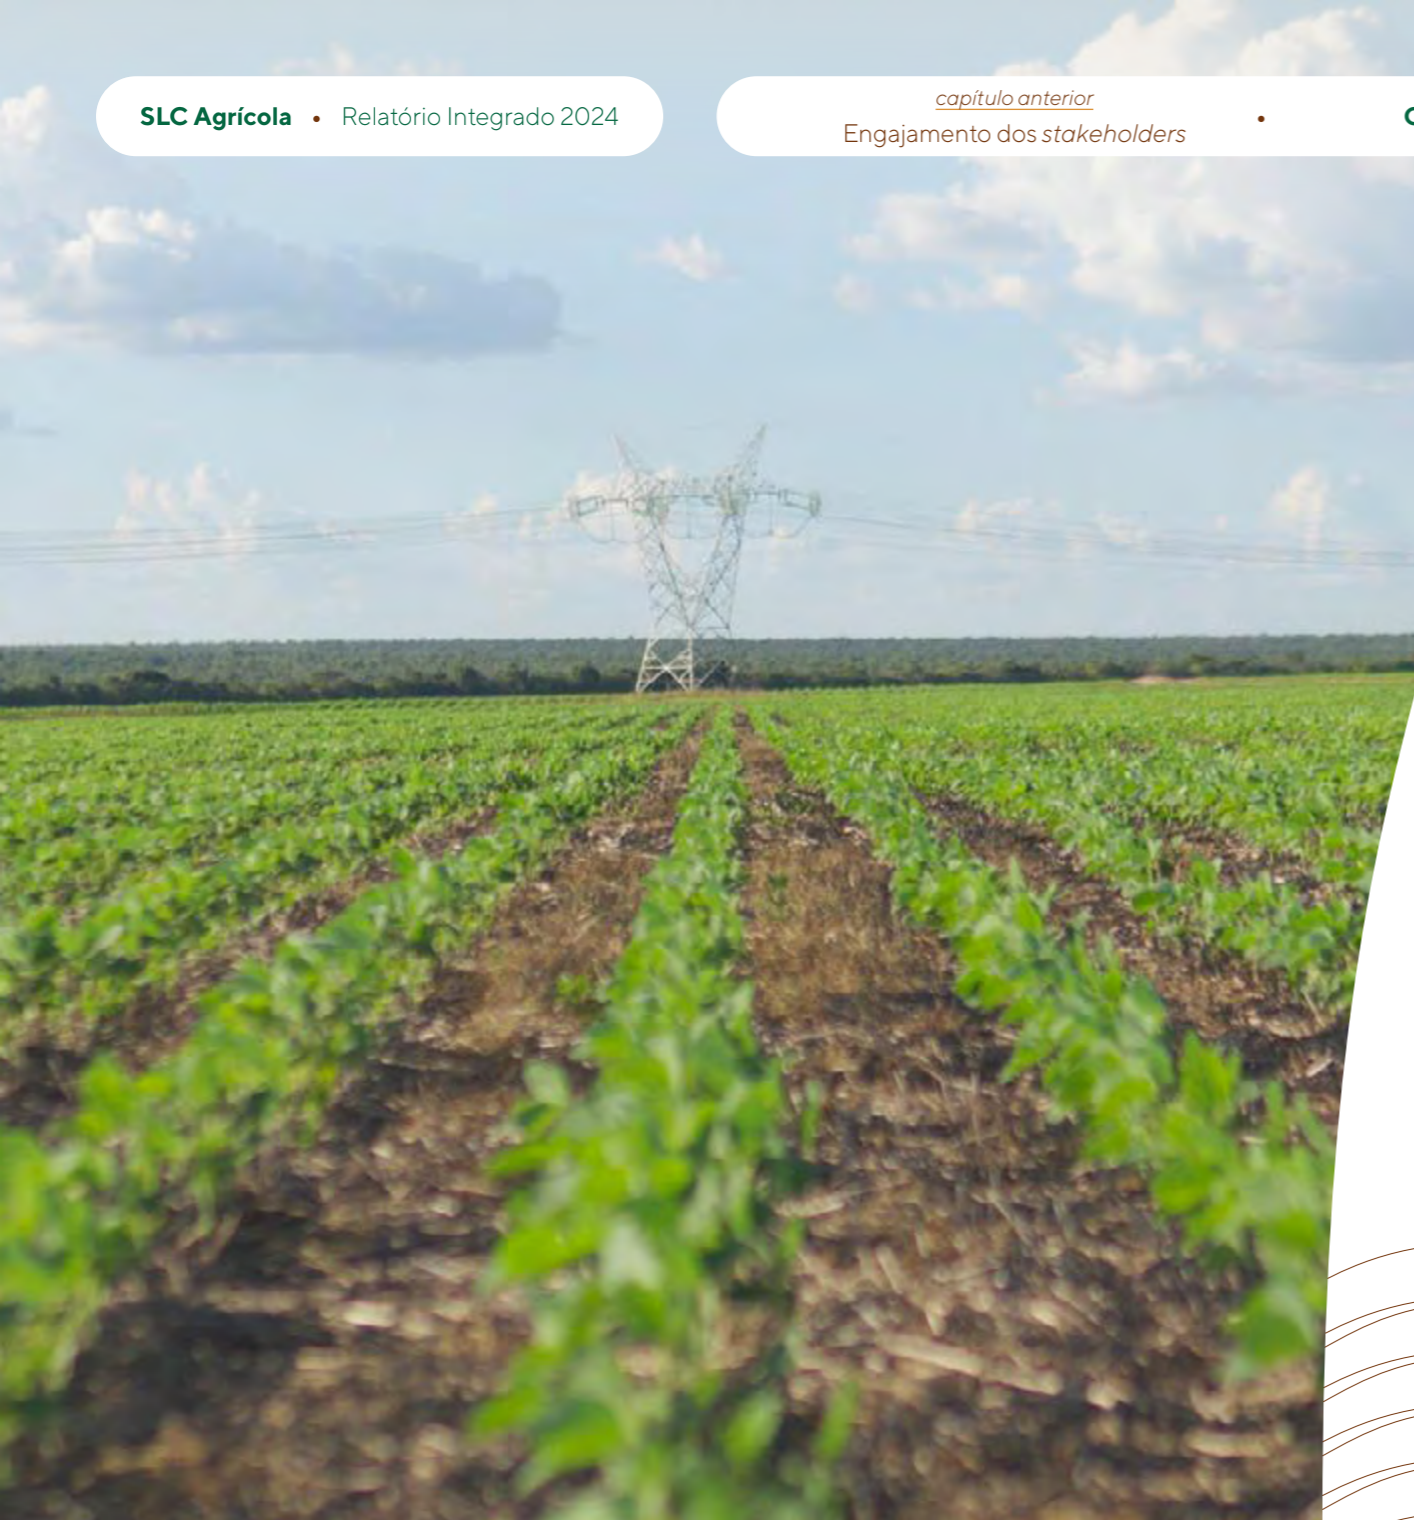 SLC Agrícola • Relatório Integrado 2024
capítulo anterior
Engajamento dos stakeholders •